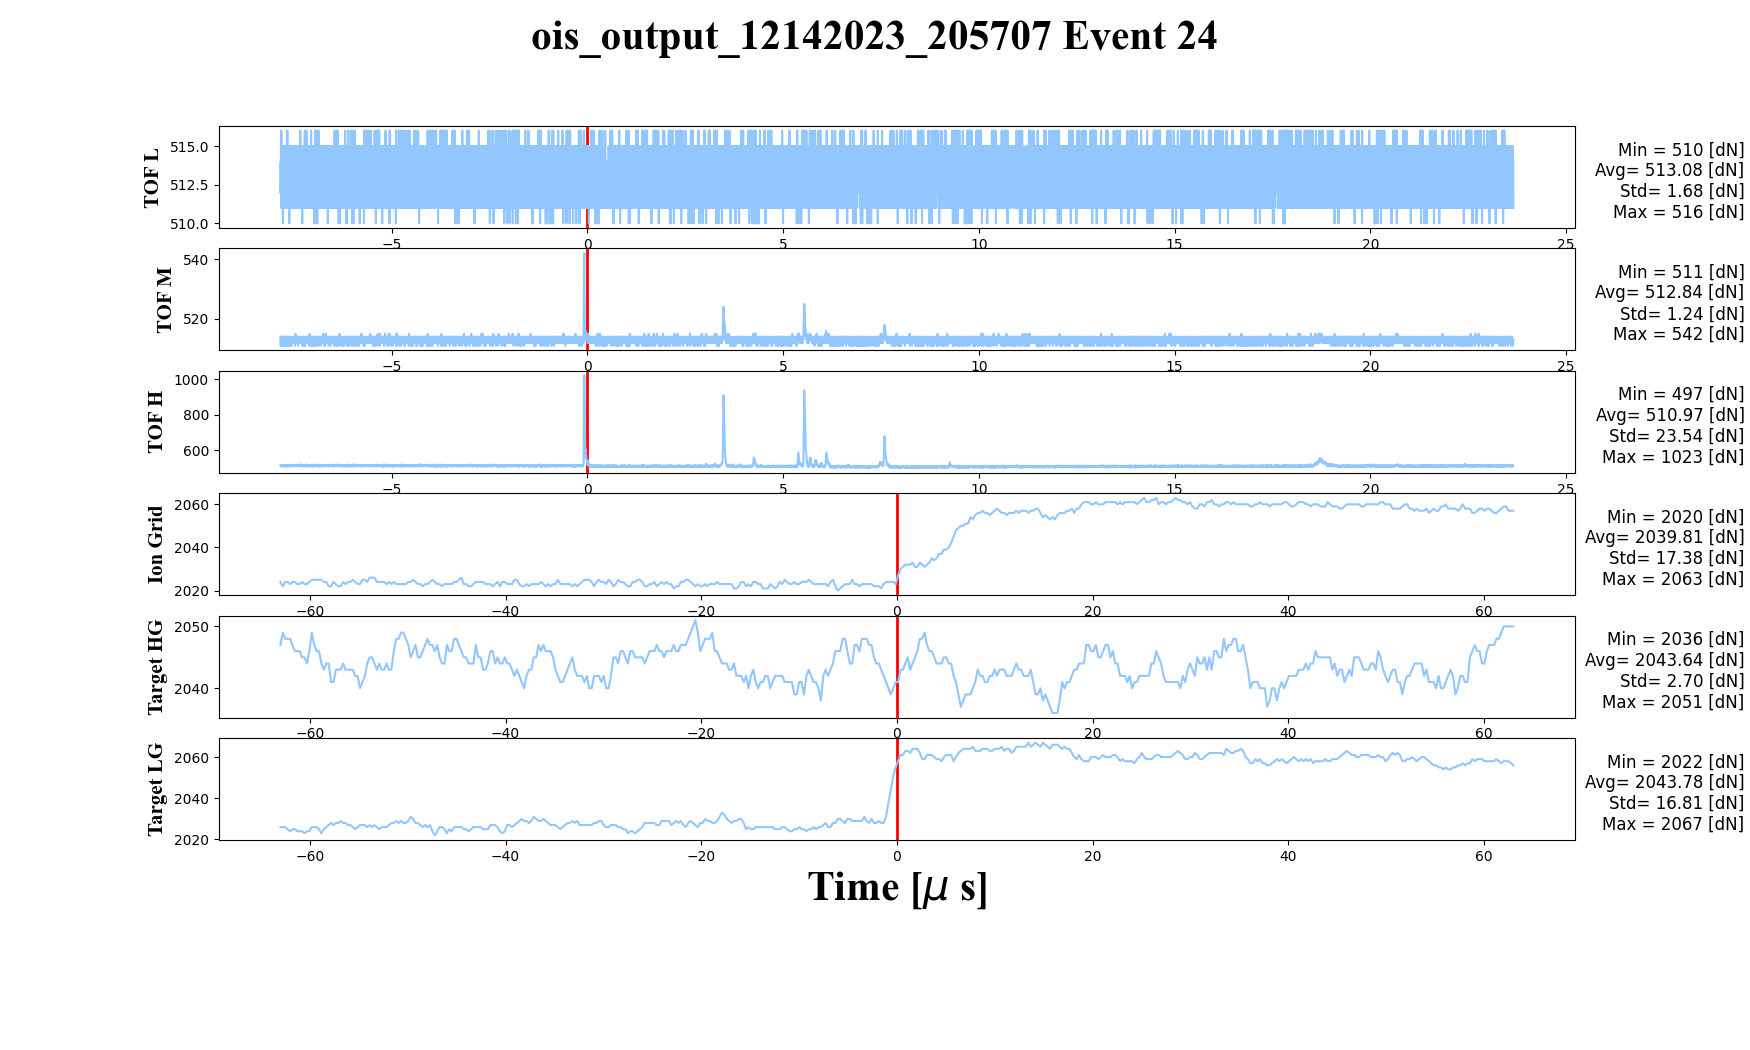 ois_output_12142023_205707 Event 24
TOF L
515.0
512.5
510.0
−5 0 5 10 15 20 25
Min = 510 [dN]
Avg= 513.08 [dN]
Std= 1.68 [dN]
Max = 516 [dN]
TOF M
540
520
−5 0 5 10 15 20 25
Min = 511 [dN]
Avg= 512.84 [dN]
Std= 1.24 [dN]
Max = 542 [dN]
TOF H
1000
800
600
−5 0 5 10 15 20 25
Min = 497 [dN]
Avg= 510.97 [dN]
Std= 23.54 [dN]
Max = 1023 [dN]
Ion Grid
2060
2040
2020
−60 −40 −20 0 20 40 60
Min = 2020 [dN]
Avg= 2039.81 [dN]
Std= 17.38 [dN]
Max = 2063 [dN]
Target HG
2050
2040
−60 −40 −20 0 20 40 60
Min = 2036 [dN]
Avg= 2043.64 [dN]
Std= 2.70 [dN]
Max = 2051 [dN]
Target LG
2060
2040
2020
−60 −40 −20 0 20 40 60
Min = 2022 [dN]
Avg= 2043.78 [dN]
Std= 16.81 [dN]
Max = 2067 [dN]
Time [μ s]